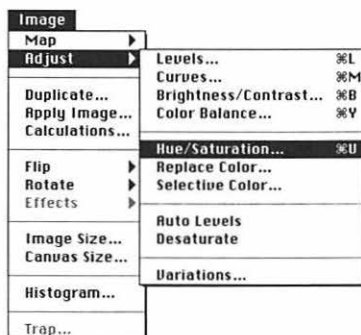 Image
Map
Adjust
Duplicate...
Apply Image...
Calculations...
Flip
Rotate
Effects
Image Size...
Canvas Size...
Histogram...
Trap...
Levels... ⌘L
Curves... ⌘M
Brightness/Contrast... ⌘B
Color Balance... ⌘Y
Hue/Saturation... ⌘U
Replace Color...
Selective Color...
Auto Levels
Desaturate
Variations...